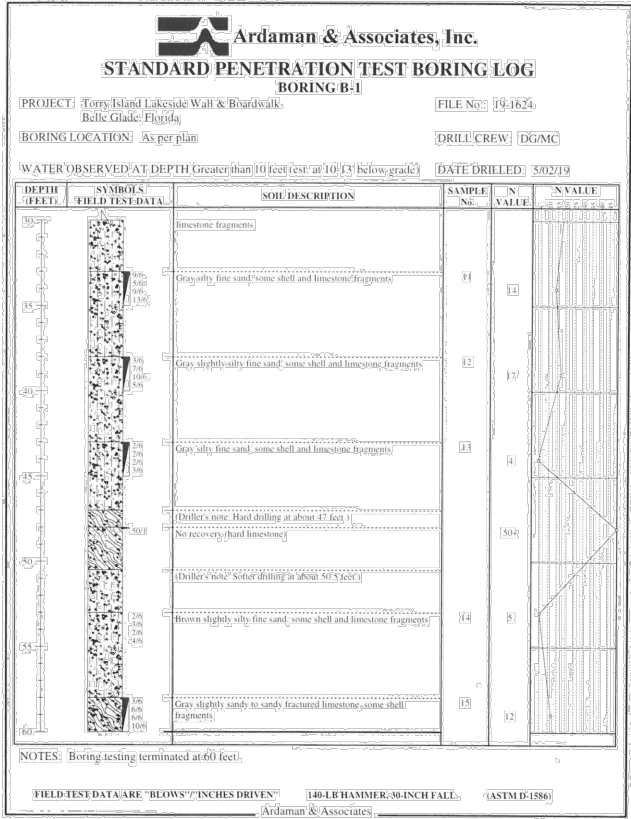 Ardaman & Associates, Inc.
STANDARD PENETRATION TEST BORING LOG
BORING B-1
PROJECT: Torry Island Lakeside Wall & Boardwalk
Belle Glade, Florida
FILE No.: 19-1624
BORING LOCATION: As per plan
DRILL CREW: DG/MC
WATER OBSERVED AT DEPTH Greater than 10 feet (est. at 10-13' below grade)
DATE DRILLED: 5/02/19
DEPTH (FEET)
SYMBOLS FIELD TEST DATA
SOIL DESCRIPTION
SAMPLE No.
N VALUE
N VALUE
30
limestone fragments
9/6 Gray silty fine sand, some shell and limestone fragments 11
5/6
9/6 14
13/6
35
3/6 Gray slightly silty fine sand, some shell and limestone fragments 12
7/6
10/6 17
5/6
40
2/6 Gray silty fine sand, some shell and limestone fragments 13
2/6
2/6 4
3/6
45
(Driller's note: Hard drilling at about 47 feet.)
50/1 No recovery (hard limestone) 50+
50
(Driller's note: Softer drilling at about 50.5 feet.)
2/6 Brown slightly silty fine sand, some shell and limestone fragments 14 5
3/6
2/6
4/6
55
3/6 Gray slightly sandy to sandy fractured limestone, some shell 15
6/6 fragments
6/6 12
10/6
60
NOTES: Boring testing terminated at 60 feet.
FIELD TEST DATA ARE "BLOWS"/"INCHES DRIVEN" 140-LB HAMMER, 30-INCH FALL (ASTM D-1586)
Ardaman & Associates